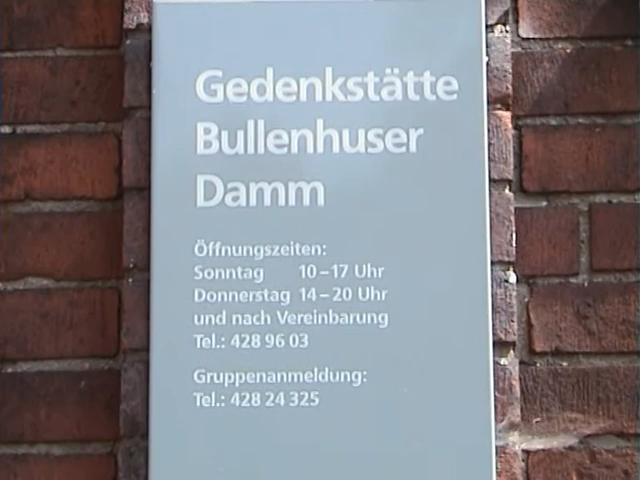 Gedenkstätte
Bullenhuser
Damm
Öffnungszeiten:
Sonntag 10–17 Uhr
Donnerstag 14–20 Uhr
und nach Vereinbarung
Tel.: 428 96 03
Gruppenanmeldung:
Tel.: 428 24 325